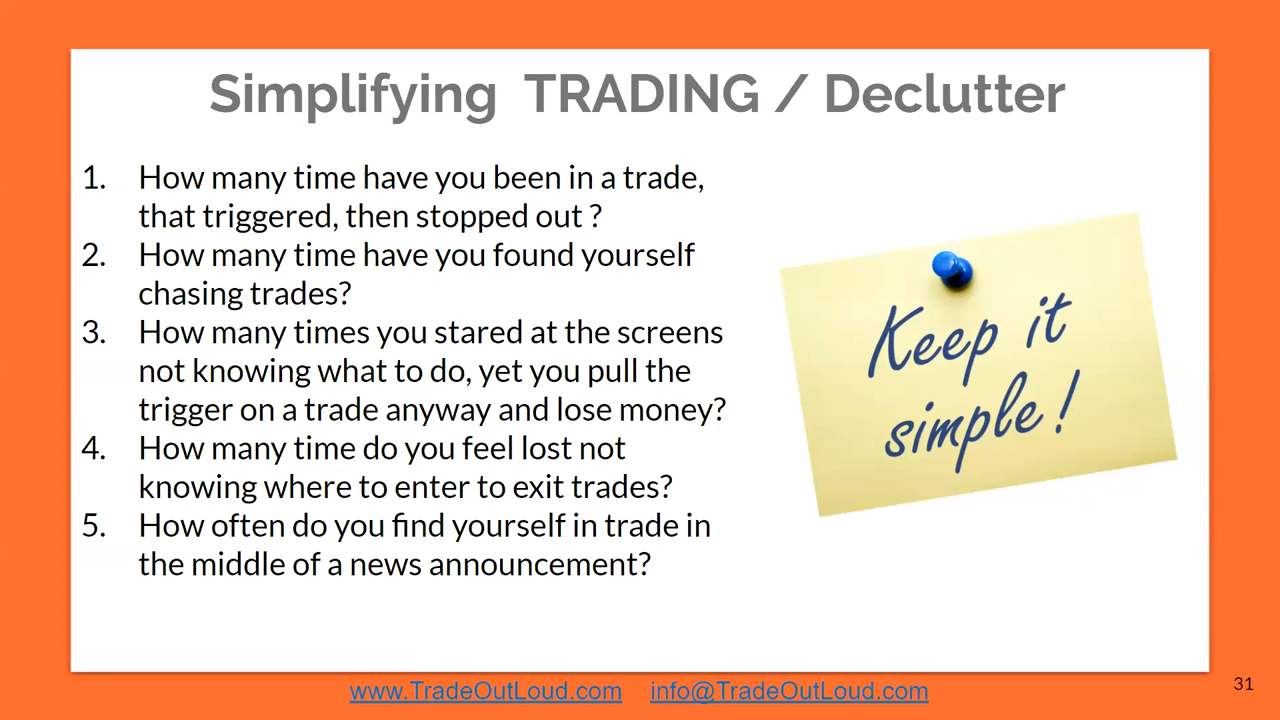 Simplifying TRADING / Declutter
1. How many time have you been in a trade,
that triggered, then stopped out ?
2. How many time have you found yourself
chasing trades?
3. How many times you stared at the screens
not knowing what to do, yet you pull the
trigger on a trade anyway and lose money?
4. How many time do you feel lost not
knowing where to enter to exit trades?
5. How often do you find yourself in trade in
the middle of a news announcement?
Keep it
simple!
www.TradeOutLoud.com info@TradeOutLoud.com
31